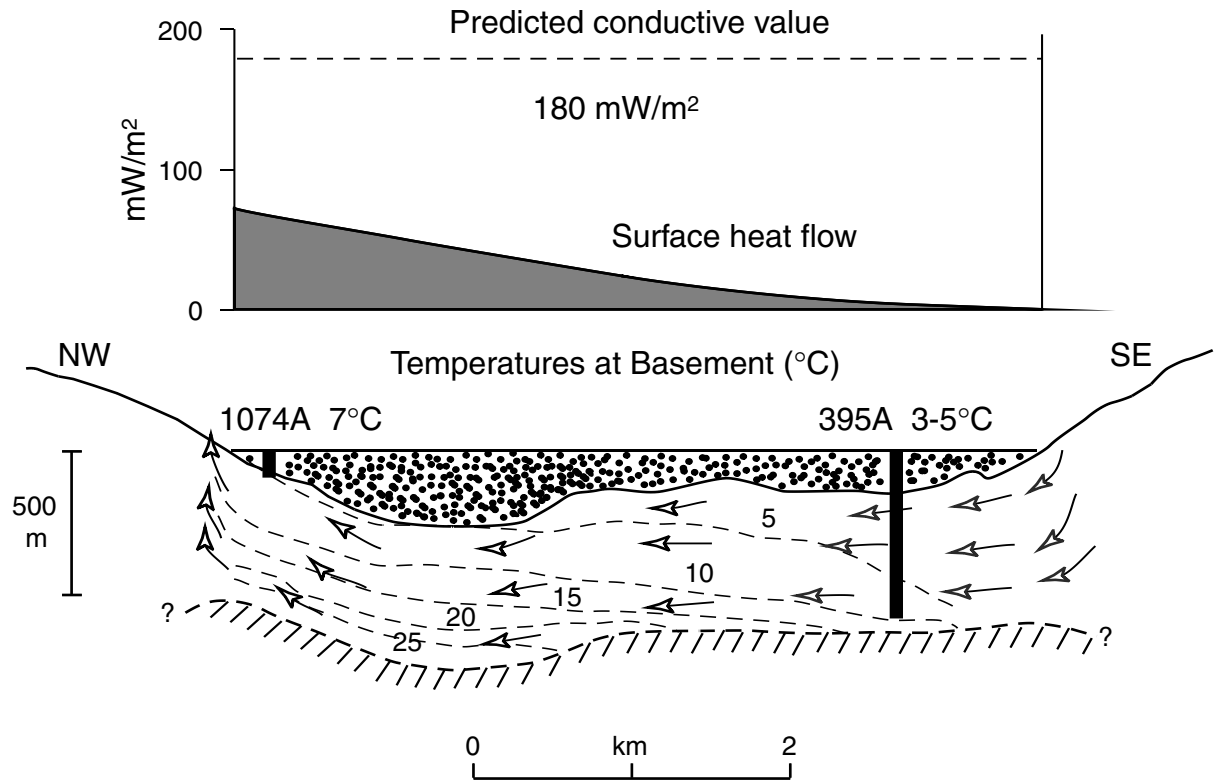 200
Predicted conductive value
180 mW/m²
mW/m²
100
Surface heat flow
0
NW
Temperatures at Basement (°C)
SE
1074A 7°C
395A 3-5°C
500
m
5
10
15
20
25
?
?
0 km 2